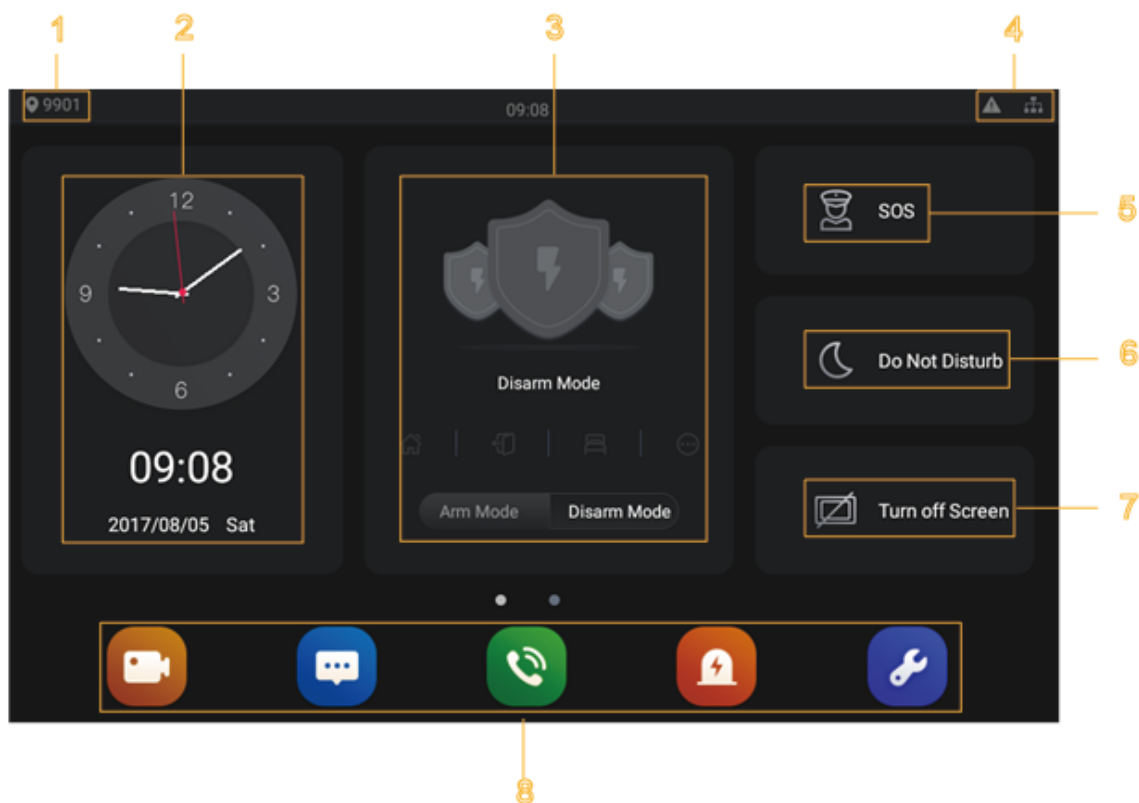 1 2 3 4
9901 09:08
12
9 3
6
09:08
2017/08/05 Sat
Disarm Mode
Arm Mode Disarm Mode
SOS 5
Do Not Disturb 6
Turn off Screen 7
8